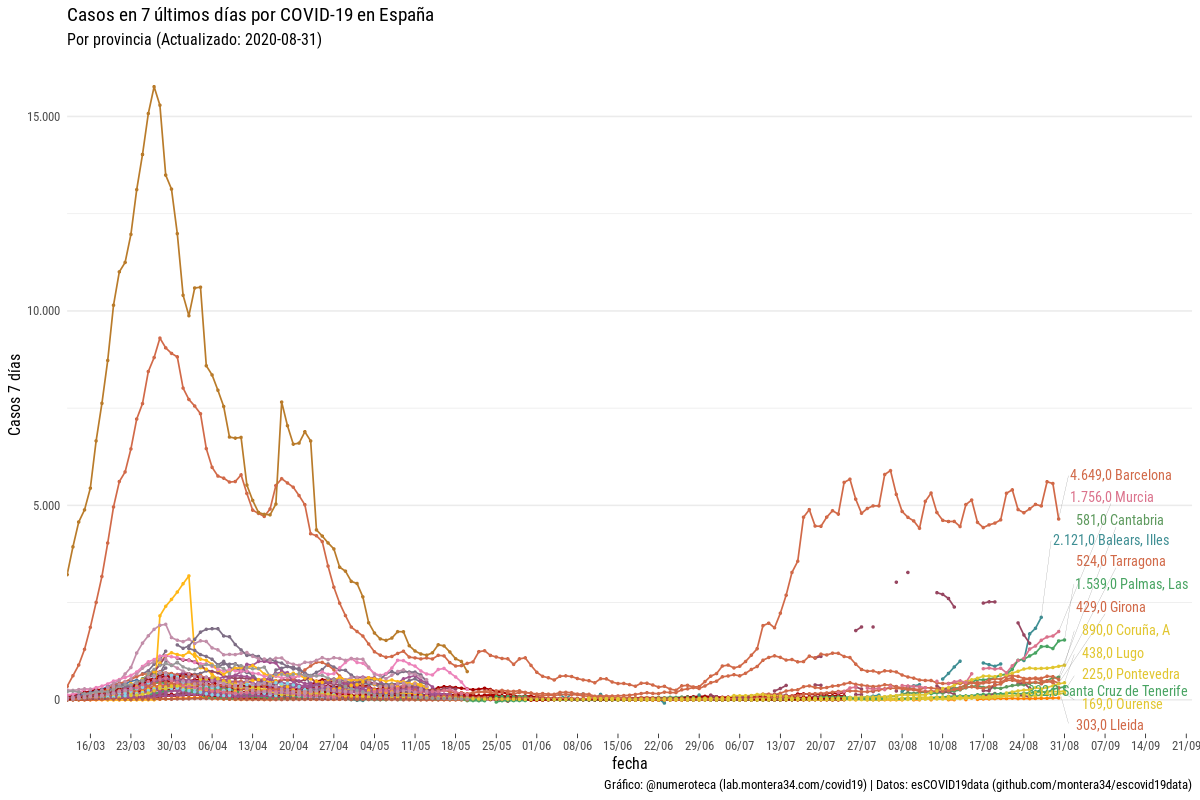 Casos en 7 últimos días por COVID-19 en España
Por provincia (Actualizado: 2020-08-31)
Casos 7 días
15.000
10.000
5.000
0
4.649,0 Barcelona
1.756,0 Murcia
581,0 Cantabria
2.121,0 Balears, Illes
524,0 Tarragona
1.539,0 Palmas, Las
429,0 Girona
890,0 Coruña, A
438,0 Lugo
225,0 Pontevedra
Santa Cruz de Tenerife
169,0 Ourense
303,0 Lleida
16/03 23/03 30/03 06/04 13/04 20/04 27/04 04/05 11/05 18/05 25/05 01/06 08/06 15/06 22/06 29/06 06/07 13/07 20/07 27/07 03/08 10/08 17/08 24/08 31/08 07/09 14/09 21/09
fecha
Gráfico: @numeroteca (lab.montera34.com/covid19) | Datos: esCOVID19data (github.com/montera34/escovid19data)